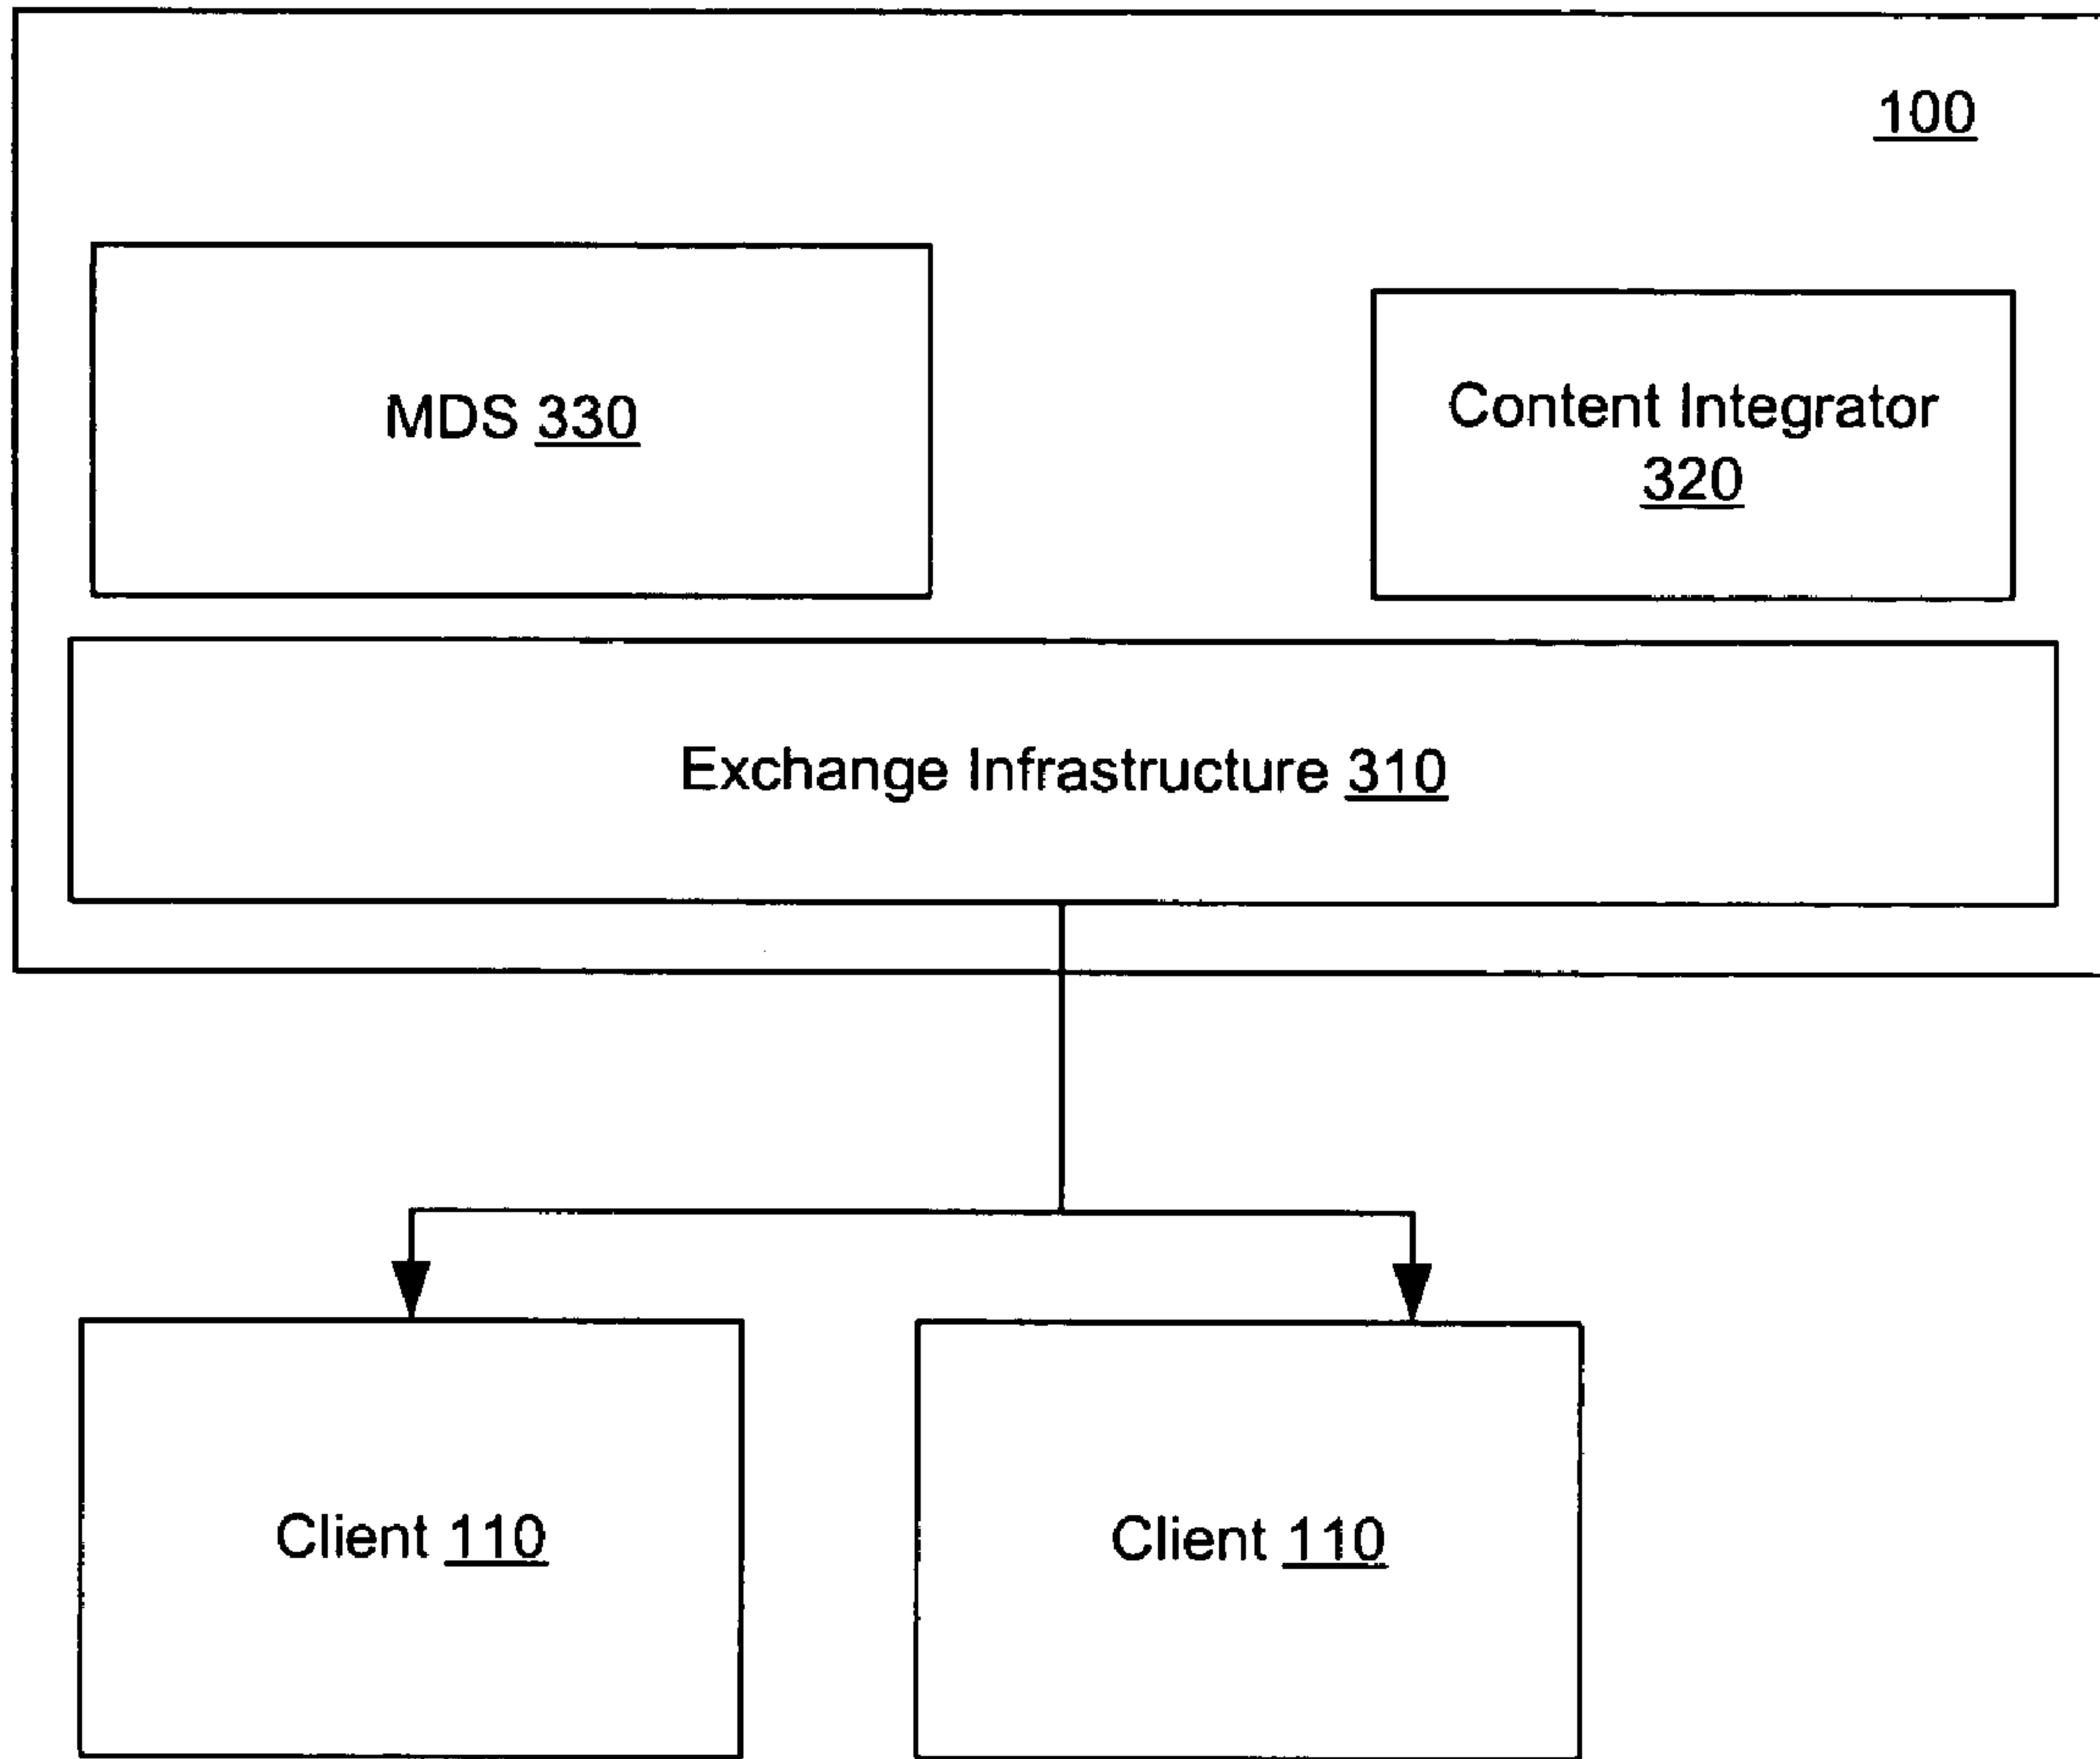 100
MDS 330
Content Integrator
320
Exchange Infrastructure 310
Client 110
Client 110